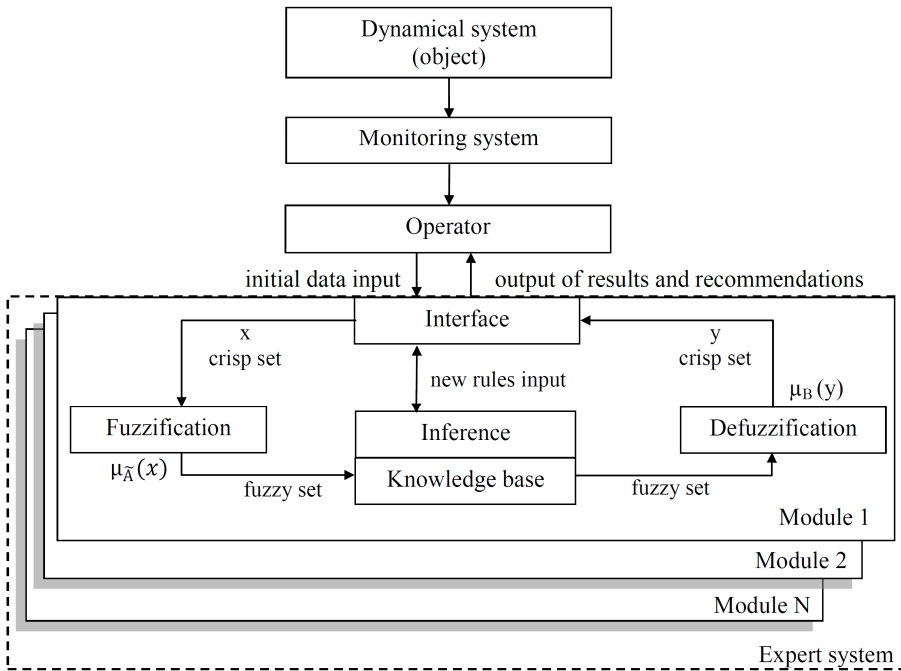 Dynamical system
(object)
Monitoring system
Operator
initial data input
output of results and recommendations
Interface
x
crisp set
y
crisp set
new rules input
μB (y)
Fuzzification
Inference
Defuzzification
μÃ(x)
fuzzy set
Knowledge base
fuzzy set
Module 1
Module 2
Module N
Expert system